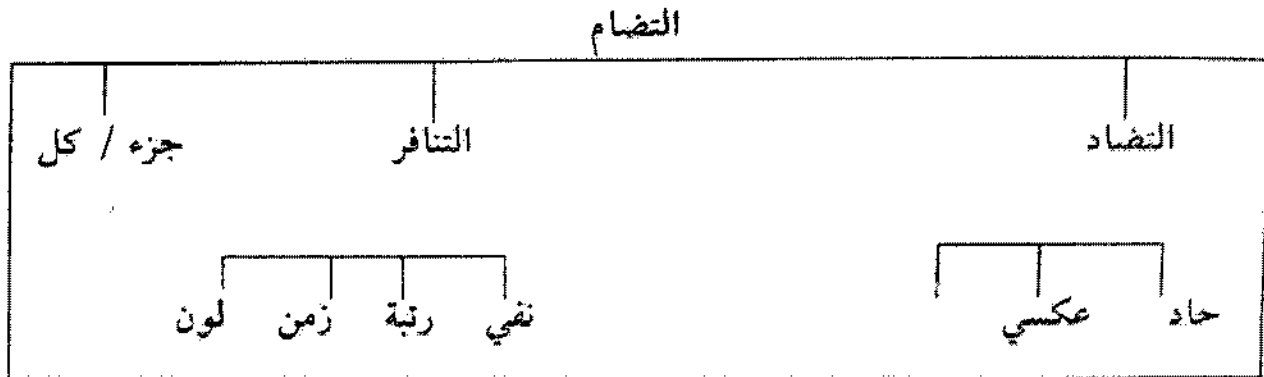 التضام
التضاد التنافر جزء / كل
حاد عكسي نفي رتبة زمن لون